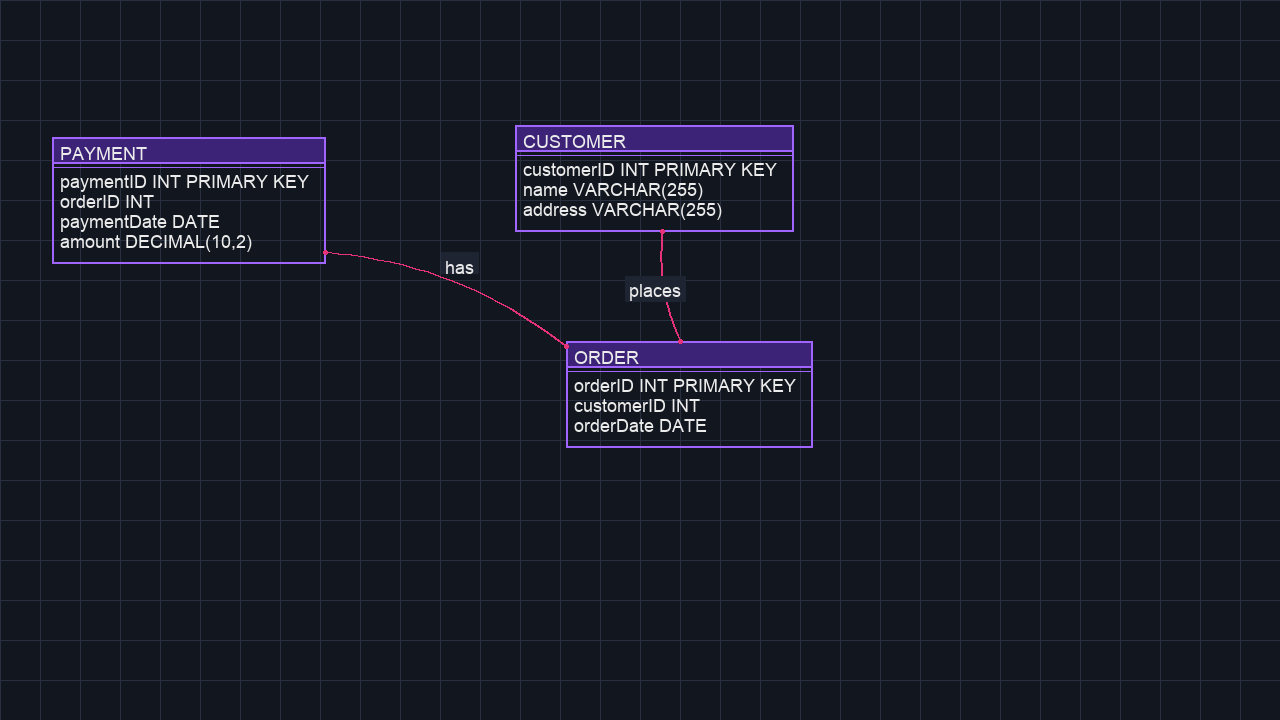 PAYMENT
paymentID INT PRIMARY KEY
orderID INT
paymentDate DATE
amount DECIMAL(10,2)
has
CUSTOMER
customerID INT PRIMARY KEY
name VARCHAR(255)
address VARCHAR(255)
places
ORDER
orderID INT PRIMARY KEY
customerID INT
orderDate DATE